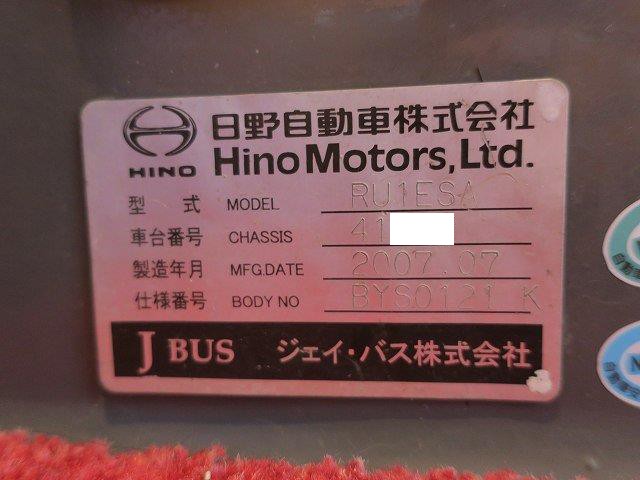 日野自動車株式会社
HINO Hino Motors, Ltd.
型式 MODEL RU1ESA
車台番号 CHASSIS 41
製造年月 MFG.DATE 2007.07
仕様番号 BODY NO BYS0121 K
J BUS ジェイ・バス株式会社